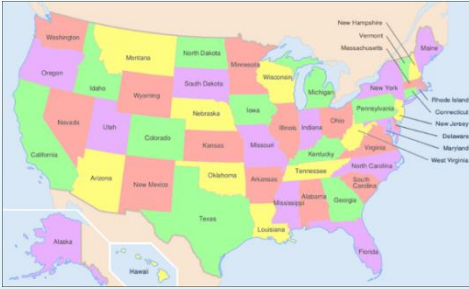 New Hampshire
Vermont
Massachusetts
Washington
Montana
North Dakota
Minnesota
Maine
Oregon
Idaho
South Dakota
Wisconsin
Michigan
New York
Wyoming
Rhode Island
Connecticut
New Jersey
Delaware
Maryland
West Virginia
Nevada
Utah
Colorado
Nebraska
Iowa
Illinois
Indiana
Ohio
Pennsylvania
California
Kansas
Missouri
Kentucky
Virginia
Arizona
New Mexico
Oklahoma
Arkansas
Tennessee
North Carolina
South
Carolina
Texas
Louisiana
Mississippi
Alabama
Georgia
Florida
Alaska
Hawaii